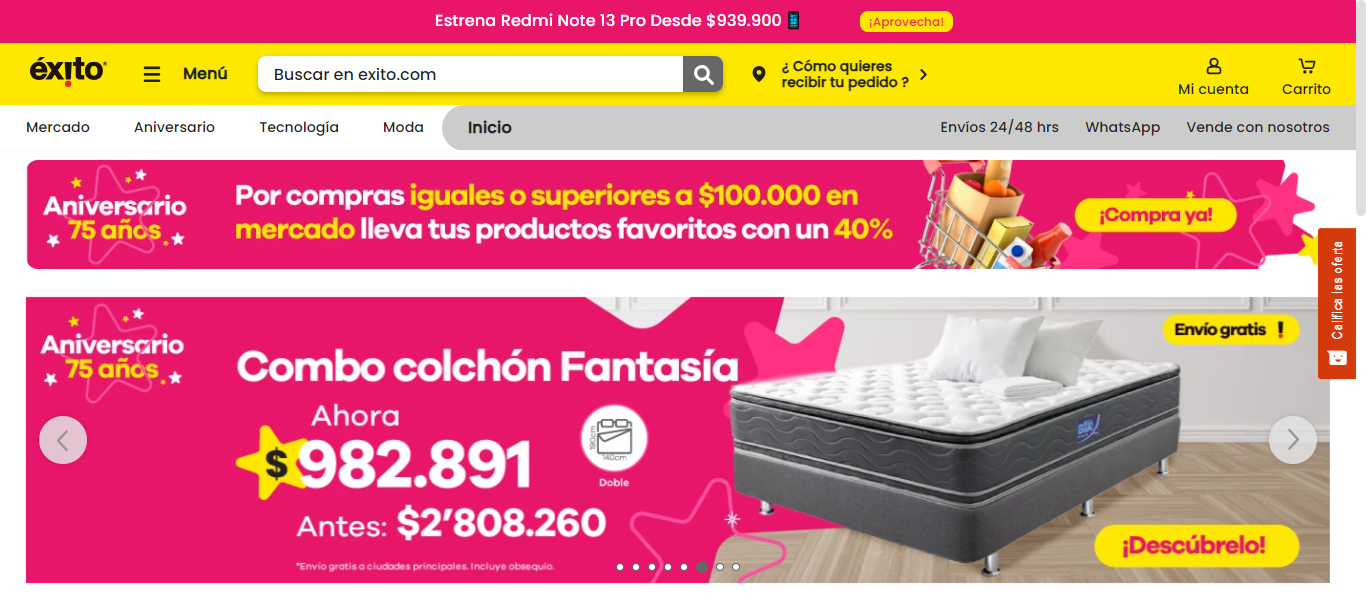 Estrena Redmi Note 13 Pro Desde $939.900
¡Aprovecha!
éxito
Menú
Buscar en exito.com
¿ Cómo quieres
recibir tu pedido ?
Mi cuenta
Carrito
Mercado
Aniversario
Tecnología
Moda
Inicio
Envíos 24/48 hrs
WhatsApp
Vende con nosotros
Aniversario
75 años
Por compras iguales o superiores a $100.000 en
mercado lleva tus productos favoritos con un 40%
¡Compra ya!
Califica las oferta
Aniversario
75 años
Envío gratis !
Combo colchón Fantasía
Ahora
$982.891
190cm
140cm
Doble
Antes: $2’808.260
*Envío gratis a ciudades principales. Incluye obsequio.
¡Descúbrelo!